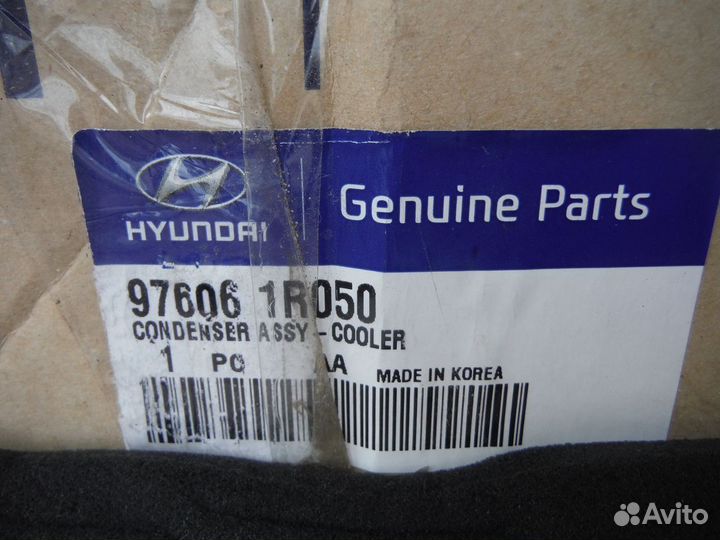 HYUNDAI
Genuine Parts
97606 1R050
CONDENSER ASSY-COOLER
1 PC AA
MADE IN KOREA
Avito